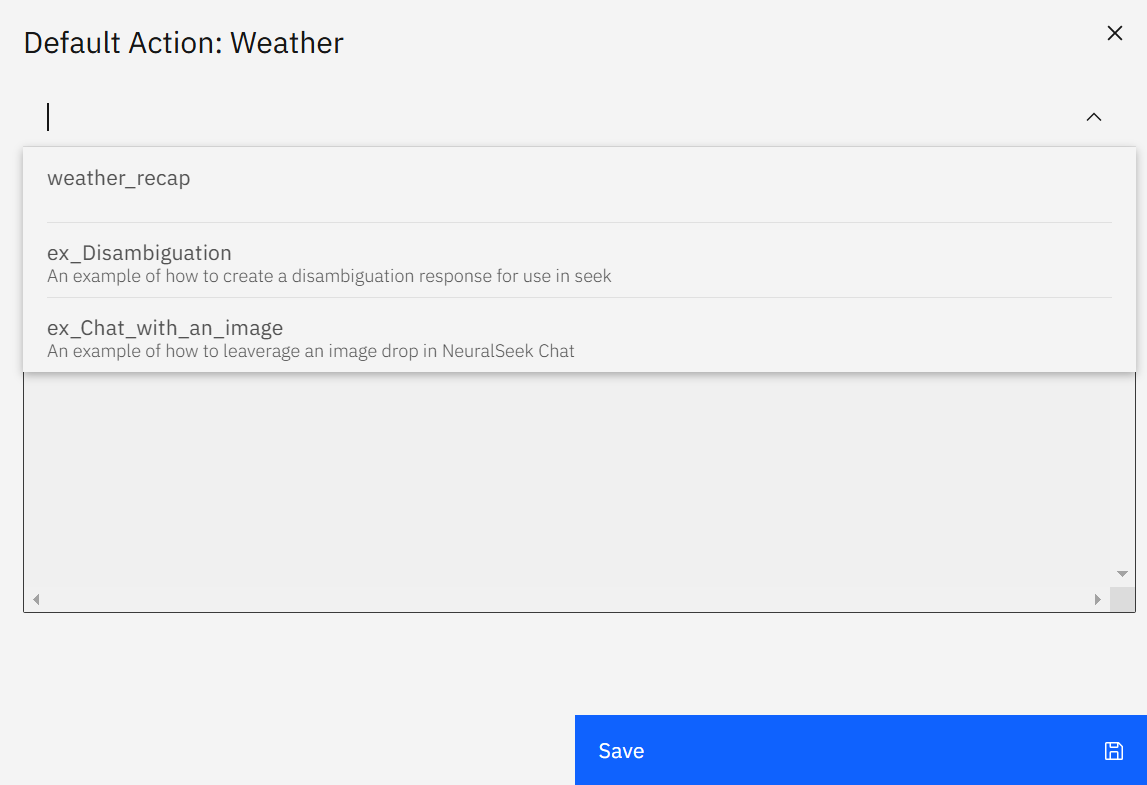 Default Action: Weather
weather_recap
ex_Disambiguation
An example of how to create a disambiguation response for use in seek
ex_Chat_with_an_image
An example of how to leaverage an image drop in NeuralSeek Chat
Save